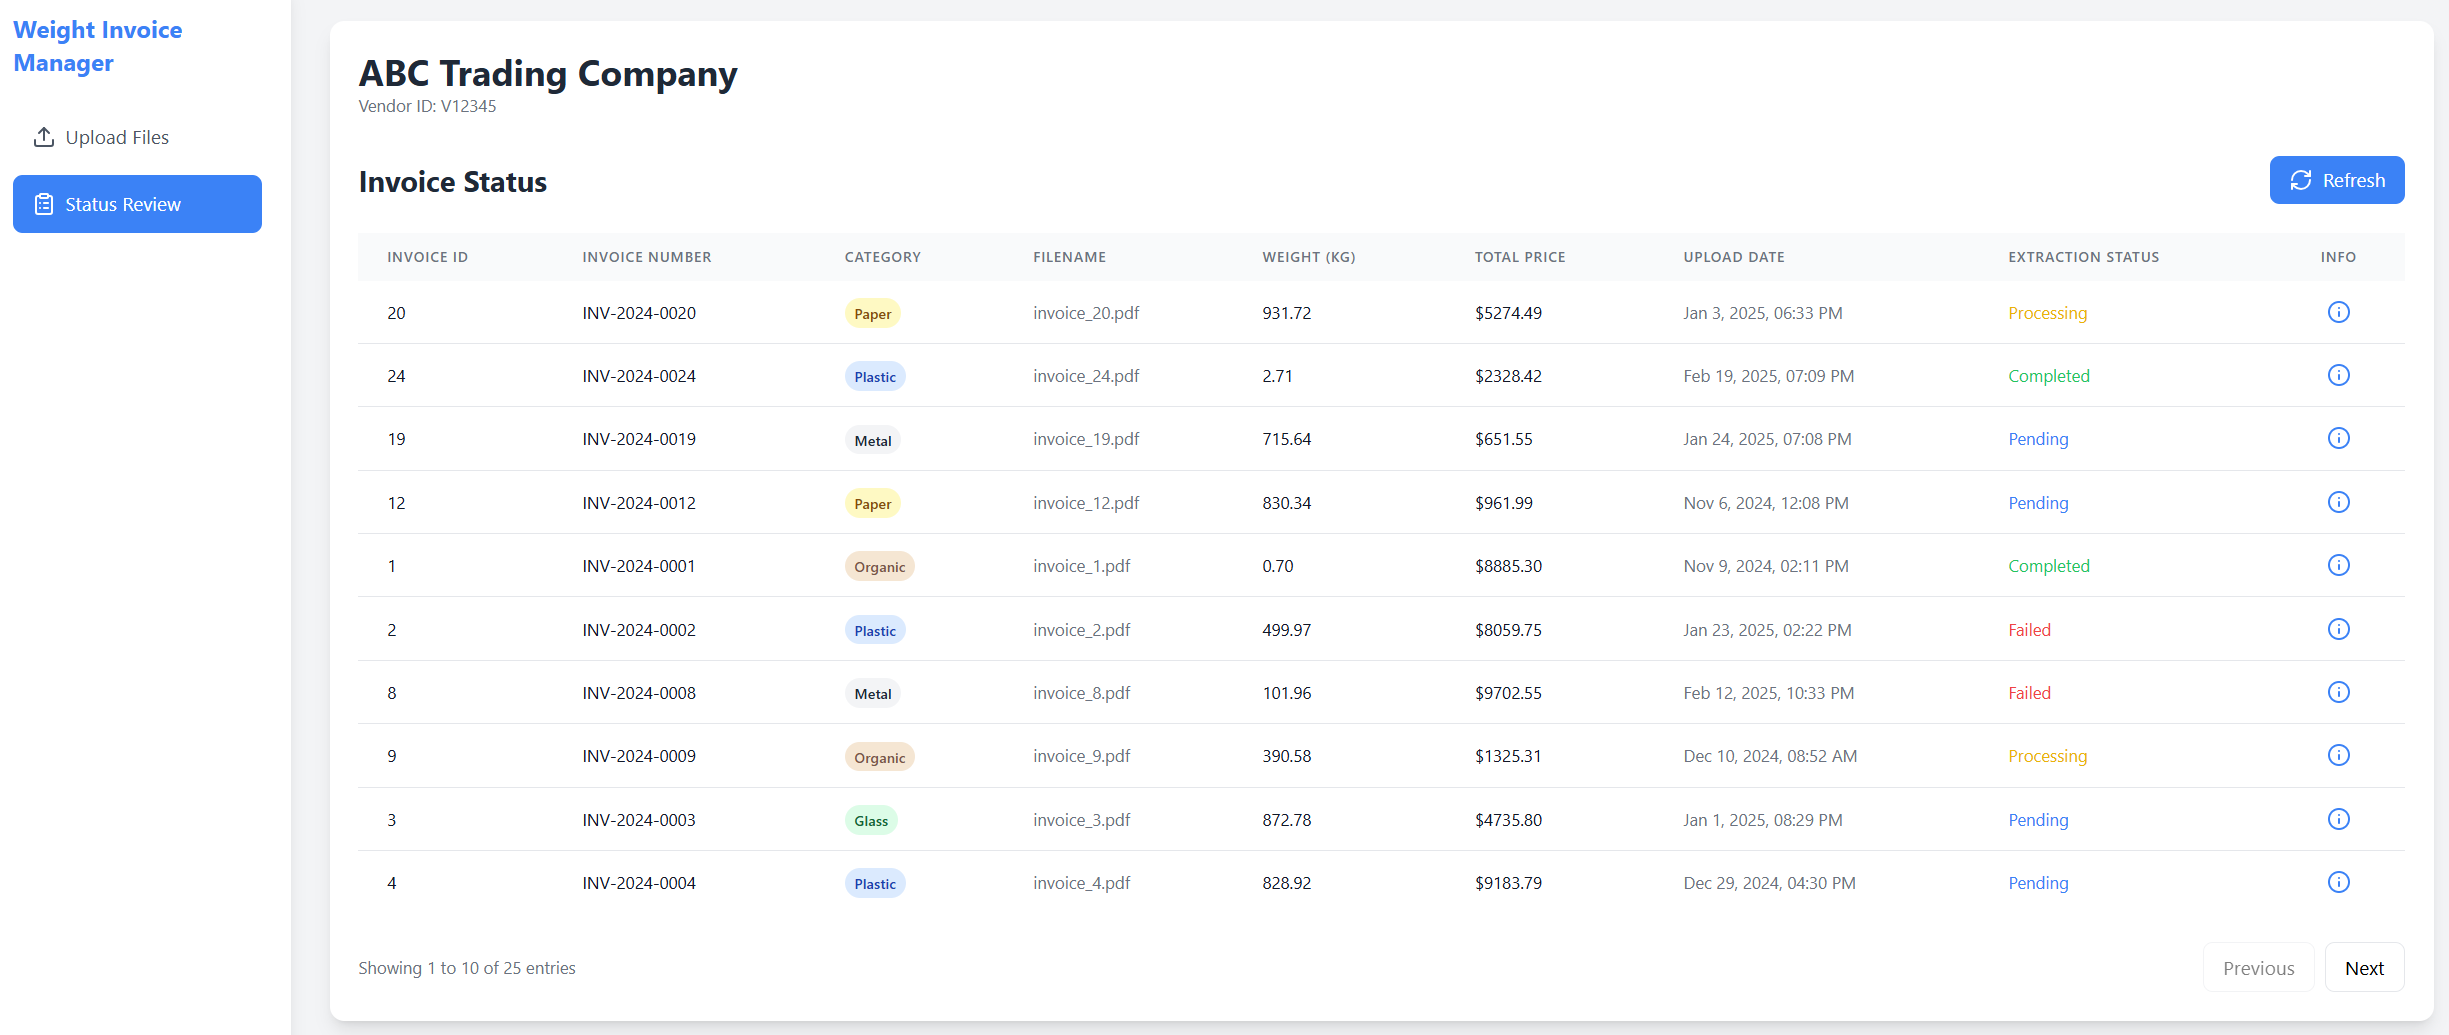 Weight Invoice
Manager
Upload Files
Status Review
ABC Trading Company
Vendor ID: V12345
Invoice Status
Refresh
INVOICE ID INVOICE NUMBER CATEGORY FILENAME WEIGHT (KG) TOTAL PRICE UPLOAD DATE EXTRACTION STATUS INFO
20 INV-2024-0020 Paper invoice_20.pdf 931.72 $5274.49 Jan 3, 2025, 06:33 PM Processing
24 INV-2024-0024 Plastic invoice_24.pdf 2.71 $2328.42 Feb 19, 2025, 07:09 PM Completed
19 INV-2024-0019 Metal invoice_19.pdf 715.64 $651.55 Jan 24, 2025, 07:08 PM Pending
12 INV-2024-0012 Paper invoice_12.pdf 830.34 $961.99 Nov 6, 2024, 12:08 PM Pending
1 INV-2024-0001 Organic invoice_1.pdf 0.70 $8885.30 Nov 9, 2024, 02:11 PM Completed
2 INV-2024-0002 Plastic invoice_2.pdf 499.97 $8059.75 Jan 23, 2025, 02:22 PM Failed
8 INV-2024-0008 Metal invoice_8.pdf 101.96 $9702.55 Feb 12, 2025, 10:33 PM Failed
9 INV-2024-0009 Organic invoice_9.pdf 390.58 $1325.31 Dec 10, 2024, 08:52 AM Processing
3 INV-2024-0003 Glass invoice_3.pdf 872.78 $4735.80 Jan 1, 2025, 08:29 PM Pending
4 INV-2024-0004 Plastic invoice_4.pdf 828.92 $9183.79 Dec 29, 2024, 04:30 PM Pending
Showing 1 to 10 of 25 entries
Previous Next